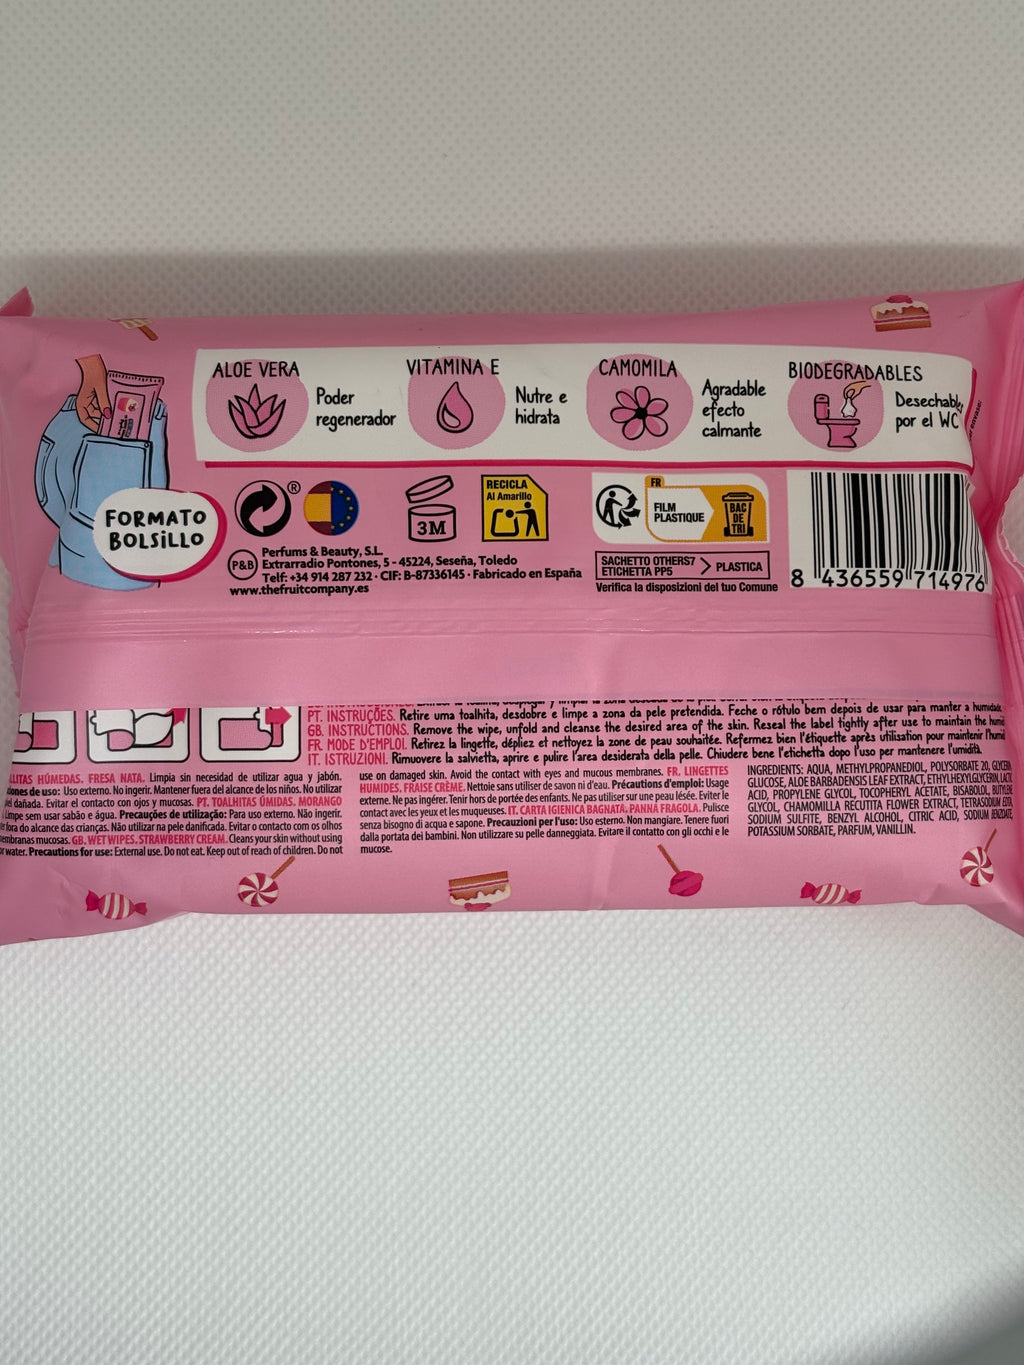 ALOE VERA
Poder
regenerador
VITAMINA E
Nutre e
hidrata
CAMOMILA
Agradable
efecto
calmante
BIODEGRADABLES
Desechables
por el WC
FORMATO
BOLSILLO
®
3M
RECICLA
Al Amarillo
FR
FILM
PLASTIQUE
BAC
DE
TRI
P&B
Perfums & Beauty, S.L.
Extrarradio Pontones, 5 - 45224, Seseña, Toledo
Telf: +34 914 287 232 · CIF: B-87336145 · Fabricado en España
www.thefruitcompany.es
SACHETTO OTHERS7
ETICHETTA PP5
PLASTICA
Verifica la disposizioni del tuo Comune
8 436559 714976
PT. INSTRUÇÕES. Retire uma toalhita, desdobre e limpe a zona da pele pretendida. Feche o rótulo bem depois de usar para manter a humidade
GB. INSTRUCTIONS. Remove the wipe, unfold and cleanse the desired area of the skin. Reseal the label tightly after use to maintain the
FR. MODE D'EMPLOI. Retirez la lingette, dépliez et nettoyez la zone de peau souhaitée. Refermez bien l'étiquette après utilisation pour maintenir
IT. ISTRUZIONI. Rimuovere la salvietta, aprire e pulire l'area desiderata della pelle. Chiudere bene l'etichetta dopo l'uso per mantenere l'umidità.
HÚMEDAS. FRESA NATA. Limpia sin necesidad de utilizar agua y jabón.
de uso: Uso externo. No ingerir. Mantener fuera del alcance de los niños. No utilizar
dañada. Evitar el contacto con ojos y mucosas. PT. TOALHITAS ÚMIDAS. MORANGO
Limpe sem usar sabão e água. Precauções de utilização: Para uso externo. Não ingerir.
fora do alcance das crianças. Não utilizar na pele danificada. Evitar o contacto com os olhos
mucosas. GB. WET WIPES. STRAWBERRY CREAM. Cleans your skin without using
water. Precautions for use: External use. Do not eat. Keep out of reach of children. Do not
use on damaged skin. Avoid the contact with eyes and mucous membranes. FR. LINGETTES
HUMIDES. FRAISE CRÈME. Nettoie sans utiliser de savon ni d'eau. Précautions d'emploi: Usage
externe. Ne pas ingérer. Tenir hors de portée des enfants. Ne pas utiliser sur une peau lésée. Eviter le
contact avec les yeux et les muqueuses. IT. CARTA IGIENICA BAGNATA. PANNA FRAGOLA. Pulisce
senza bisogno di acqua e sapone. Precauzioni per l'uso: Uso esterno. Non mangiare. Tenere fuori
dalla portata dei bambini. Non utilizzare su pelle danneggiata. Evitare il contatto con gli occhi e le
mucose.
INGREDIENTS: AQUA, METHYLPROPANEDIOL, POLYSORBATE 20, GLYCERIN,
GLUCOSE, ALOE BARBADENSIS LEAF EXTRACT, ETHYLHEXYLGLYCERIN, LACTIC
ACID, PROPYLENE GLYCOL, TOCOPHERYL ACETATE, BISABOLOL, BUTYLENE
GLYCOL, CHAMOMILLA RECUTITA FLOWER EXTRACT, TETRASODIUM EDTA,
SODIUM SULFITE, BENZYL ALCOHOL, CITRIC ACID, SODIUM BENZOATE,
POTASSIUM SORBATE, PARFUM, VANILLIN.